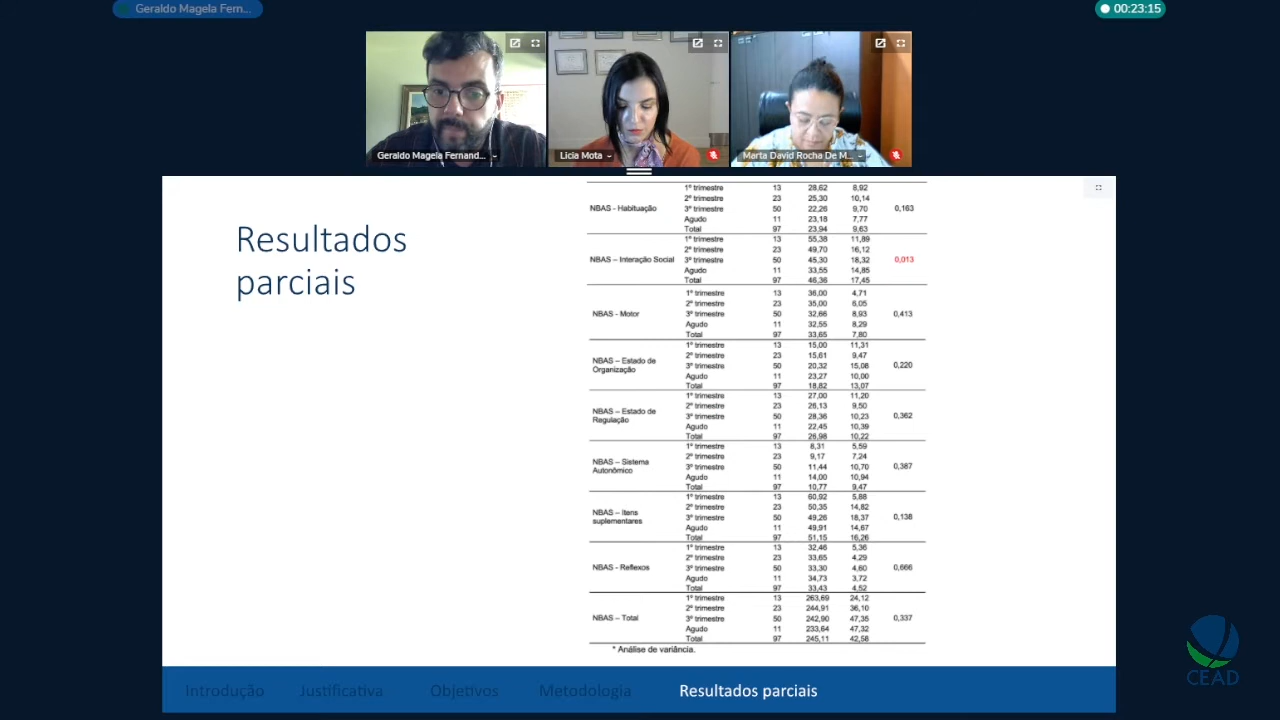 Geraldo Magela Fern...
00:23:15
Geraldo Magela Fernand...
Licia Mota
Marta David Rocha De M...
Resultados
parciais
1º trimestre 13 28,62 8,92
2º trimestre 23 25,30 10,14
NBAS - Habituação 3º trimestre 50 22,26 9,70 0,163
Agudo 11 23,18 7,77
Total 97 23,94 9,63
1º trimestre 13 55,38 11,89
2º trimestre 23 49,70 16,12
NBAS – Interação Social 3º trimestre 50 45,30 18,32 0,013
Agudo 11 33,55 14,85
Total 97 46,36 17,45
1º trimestre 13 36,00 4,71
2º trimestre 23 35,00 6,05
NBAS - Motor 3º trimestre 50 32,66 8,93 0,413
Agudo 11 32,55 8,29
Total 97 33,65 7,80
1º trimestre 13 15,00 11,31
2º trimestre 23 15,61 9,47
NBAS – Estado de Organização 3º trimestre 50 20,32 15,08 0,220
Agudo 11 23,27 10,00
Total 97 18,82 13,07
1º trimestre 13 27,00 11,20
2º trimestre 23 26,13 9,50
NBAS – Estado de Regulação 3º trimestre 50 28,36 10,23 0,362
Agudo 11 22,45 10,39
Total 97 26,98 10,22
1º trimestre 13 8,31 5,59
2º trimestre 23 9,17 7,24
NBAS – Sistema Autonômico 3º trimestre 50 11,44 10,70 0,387
Agudo 11 14,00 10,94
Total 97 10,77 9,47
1º trimestre 13 60,92 5,88
2º trimestre 23 50,35 14,82
NBAS – Itens suplementares 3º trimestre 50 49,26 18,37 0,138
Agudo 11 49,91 14,67
Total 97 51,15 16,26
1º trimestre 13 32,46 5,36
2º trimestre 23 33,65 4,29
NBAS - Reflexos 3º trimestre 50 33,30 4,60 0,666
Agudo 11 34,73 3,72
Total 97 33,43 4,52
1º trimestre 13 263,69 24,12
2º trimestre 23 244,91 36,10
NBAS – Total 3º trimestre 50 242,90 47,35 0,337
Agudo 11 233,64 47,32
Total 97 245,11 42,58
* Análise de variância.
Introdução Justificativa Objetivos Metodologia Resultados parciais
CEAD